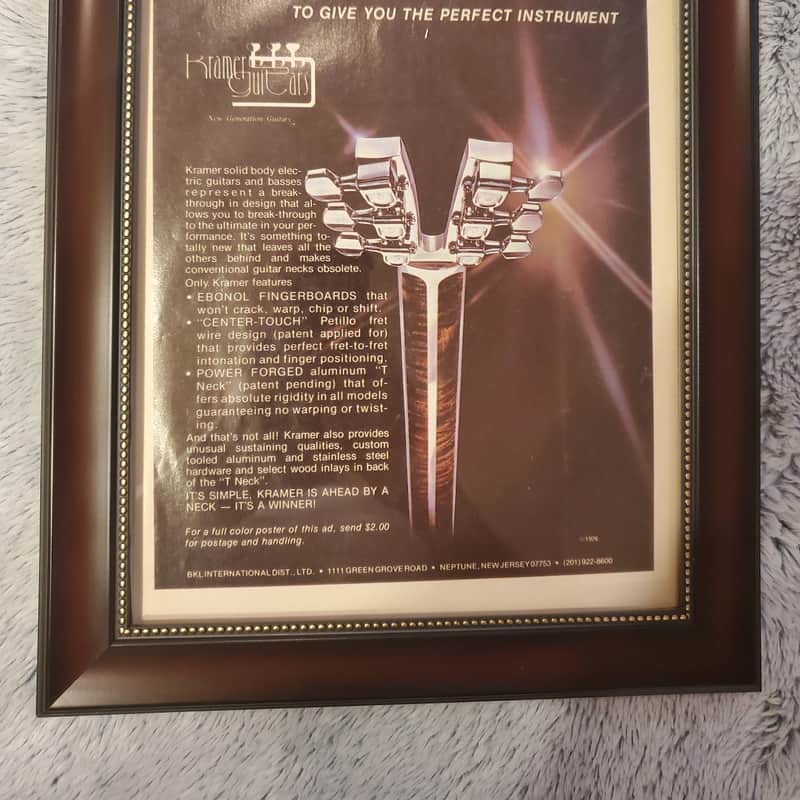 TO GIVE YOU THE PERFECT INSTRUMENT
Kramer
Guitars
New Generation Guitars
Kramer solid body elec-
tric guitars and basses
represent a break-
through in design that al-
lows you to break-through
to the ultimate in your per-
formance. It's something to-
tally new that leaves all the
others behind and makes
conventional guitar necks obsolete.
Only Kramer features
• EBONOL FINGERBOARDS that
won't crack, warp, chip or shift.
• "CENTER-TOUCH" Petillo fret
wire design (patent applied for)
that provides perfect fret-to-fret
intonation and finger positioning.
• POWER FORGED aluminum "T
Neck" (patent pending) that of-
fers absolute rigidity in all models
guaranteeing no warping or twist-
ing.
And that's not all! Kramer also provides
unusual sustaining qualities, custom
tooled aluminum and stainless steel
hardware and select wood inlays in back
of the "T Neck".
IT'S SIMPLE, KRAMER IS AHEAD BY A
NECK — IT'S A WINNER!
For a full color poster of this ad, send $2.00
for postage and handling.
©1976
BKL INTERNATIONAL DIST., LTD. • 1111 GREEN GROVE ROAD • NEPTUNE, NEW JERSEY 07753 • (201) 922-8600